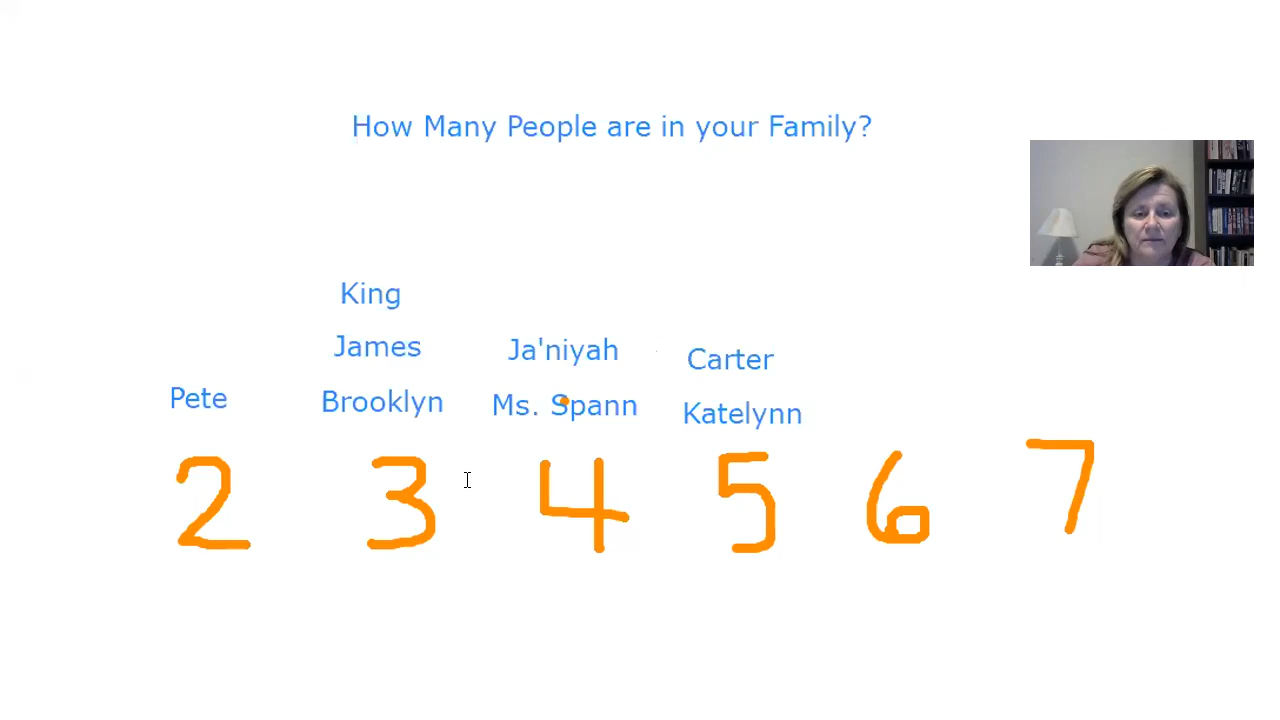 How Many People are in your Family?
King
James
Ja'niyah
Carter
Pete
Brooklyn
Ms. Spann
Katelynn
2 3 4 5 6 7